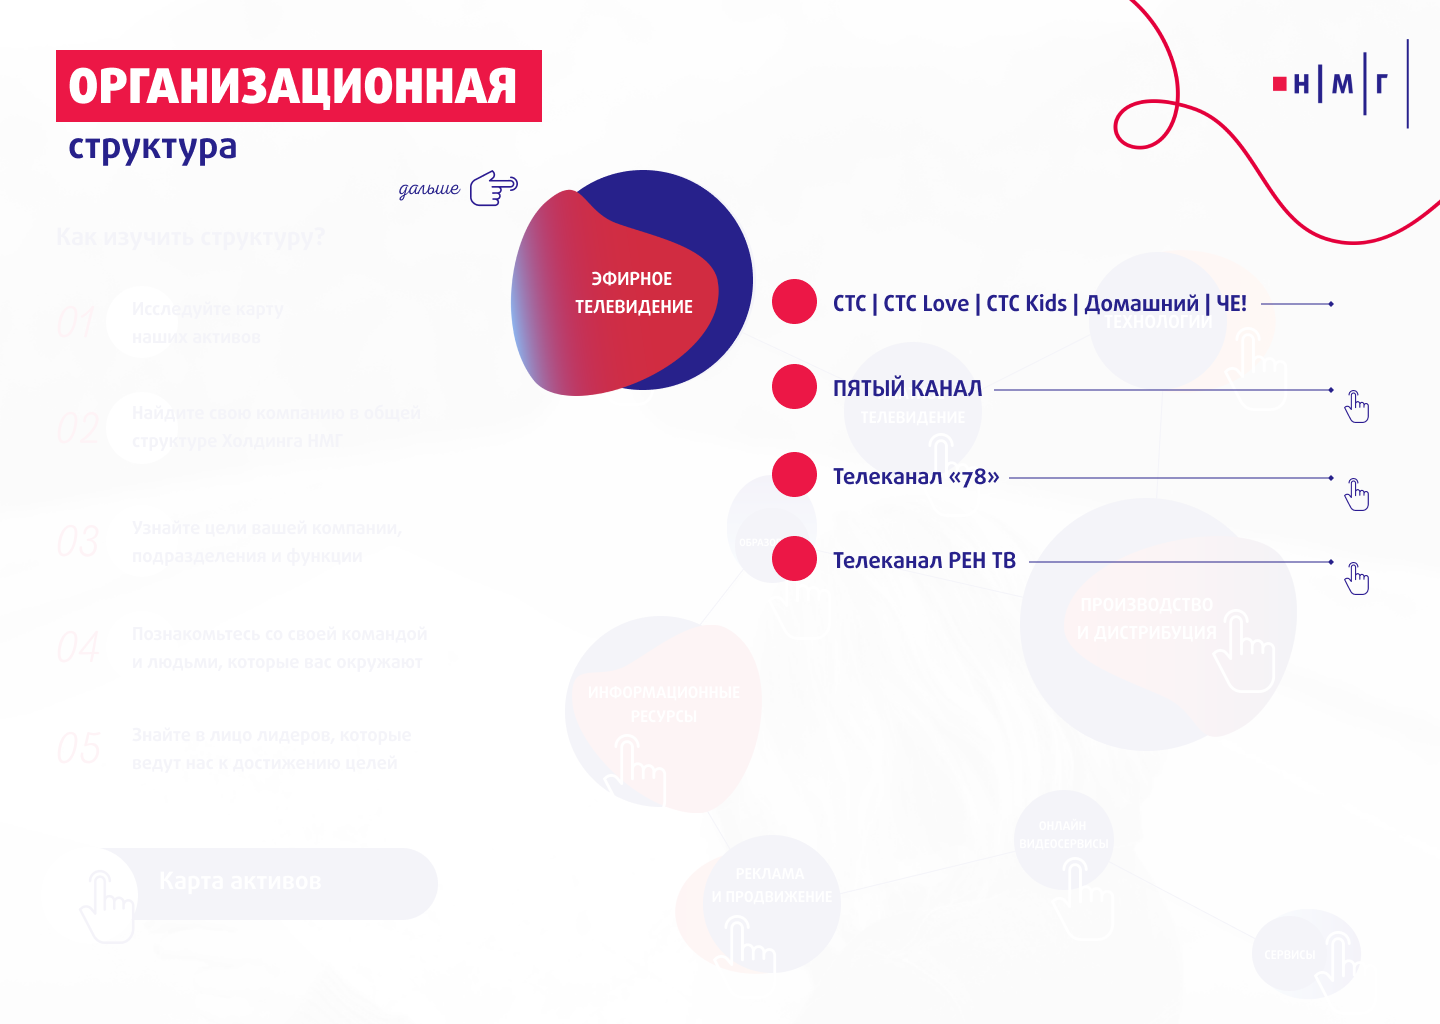 ОРГАНИЗАЦИОННАЯ
структура
Н|М|Г
дальше
ЭФИРНОЕ
ТЕЛЕВИДЕНИЕ
СТС | СТС Love | СТС Kids | Домашний | ЧЕ!
ПЯТЫЙ КАНАЛ
Телеканал «78»
Телеканал РЕН ТВ
Как изучить структуру?
01
Исследуйте карту
наших активов
02
Найдите свою компанию в общей
структуре Холдинга НМГ
03
Узнайте цели вашей компании,
подразделения и функции
04
Познакомьтесь со своей командой
и людьми, которые вас окружают
05
Знайте в лицо лидеров, которые
ведут нас к достижению целей
Карта активов
ТЕХНОЛОГИИ
ТЕЛЕВИДЕНИЕ
ПРОИЗВОДСТВО
И ДИСТРИБУЦИЯ
ИНФОРМАЦИОННЫЕ
РЕСУРСЫ
ОНЛАЙН
ВИДЕОСЕРВИСЫ
РЕКЛАМА
И ПРОДВИЖЕНИЕ
СЕРВИСЫ